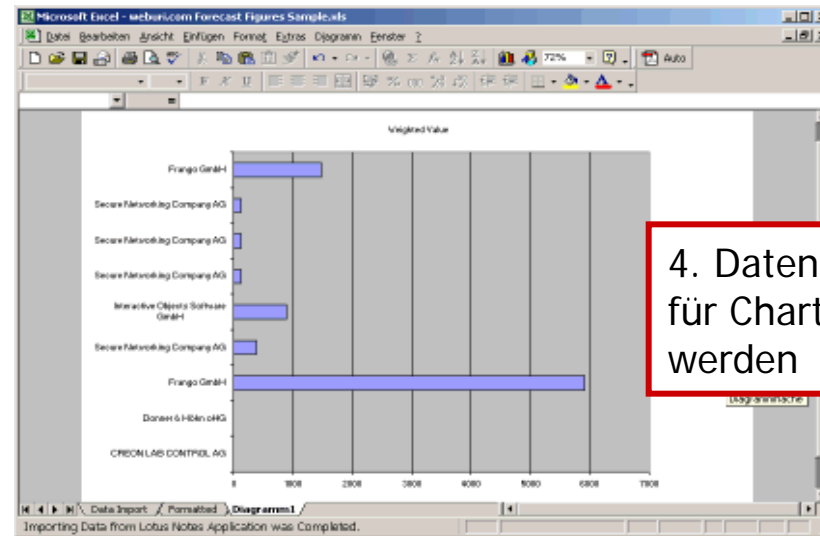 Microsoft Excel - weburi.com Forecast Figures Sample.xls
Datei Bearbeiten Ansicht Einfügen Format Extras Diagramm Fenster ?
72% Auto
F K U
=
Weighted Value
Frango GmbH
Secure Networking Company AG
Secure Networking Company AG
Secure Networking Company AG
Interactive Objects Software
GmbH
Secure Networking Company AG
Frango GmbH
Donner & Höhn oHG
CREON LAB CONTROL AG
0 1000 2000 3000 4000 5000 6000 7000
4. Daten
für Chart
werden
Diagrammfläche
Data Import / Formatted / Diagramm1 /
Importing Data from Lotus Notes Application was Completed.